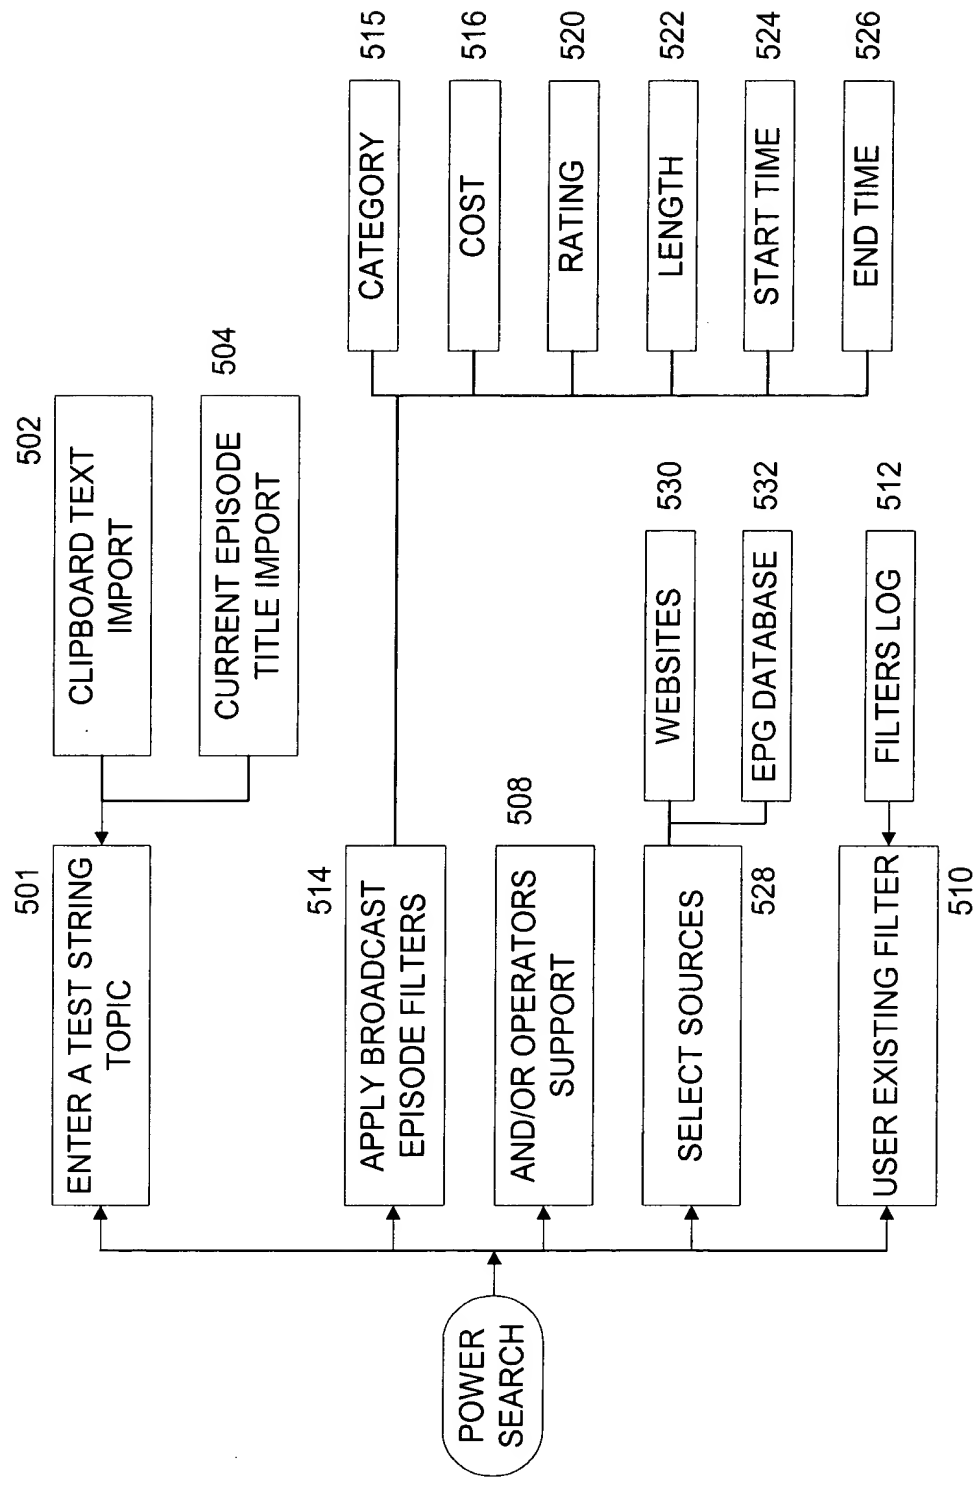 POWER
SEARCH
501
ENTER A TEST STRING
TOPIC
502
CLIPBOARD TEXT
IMPORT
504
CURRENT EPISODE
TITLE IMPORT
514
APPLY BROADCAST
EPISODE FILTERS
CATEGORY
515
COST
516
RATING
520
LENGTH
522
START TIME
524
END TIME
526
508
AND/OR OPERATORS
SUPPORT
SELECT SOURCES
528
WEBSITES
530
EPG DATABASE
532
USER EXISTING FILTER
510
FILTERS LOG
512